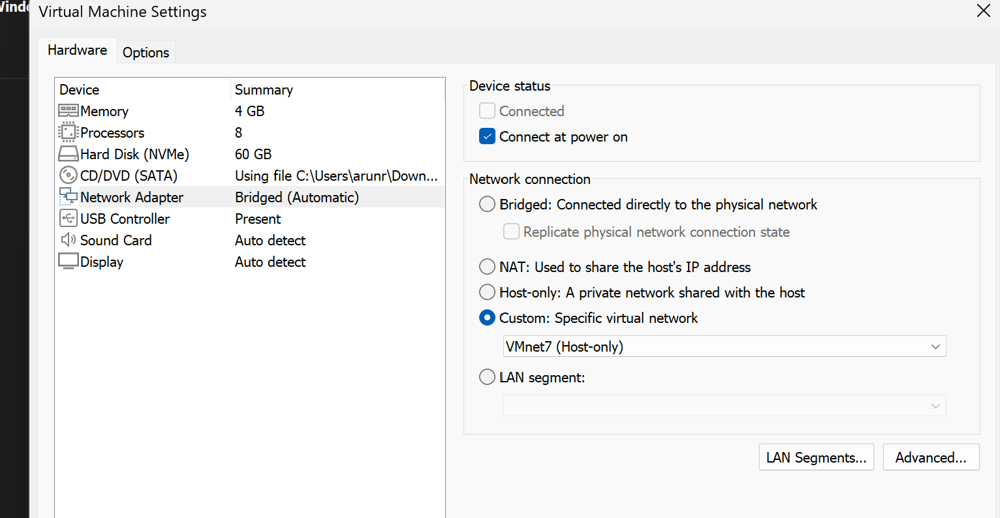 Virtual Machine Settings
Hardware
Options
Device Summary
Memory 4 GB
Processors 8
Hard Disk (NVMe) 60 GB
CD/DVD (SATA) Using file C:\Users\arunr\Down...
Network Adapter Bridged (Automatic)
USB Controller Present
Sound Card Auto detect
Display Auto detect
Device status
Connected
Connect at power on
Network connection
Bridged: Connected directly to the physical network
Replicate physical network connection state
NAT: Used to share the host's IP address
Host-only: A private network shared with the host
Custom: Specific virtual network
VMnet7 (Host-only)
LAN segment:
LAN Segments...
Advanced...